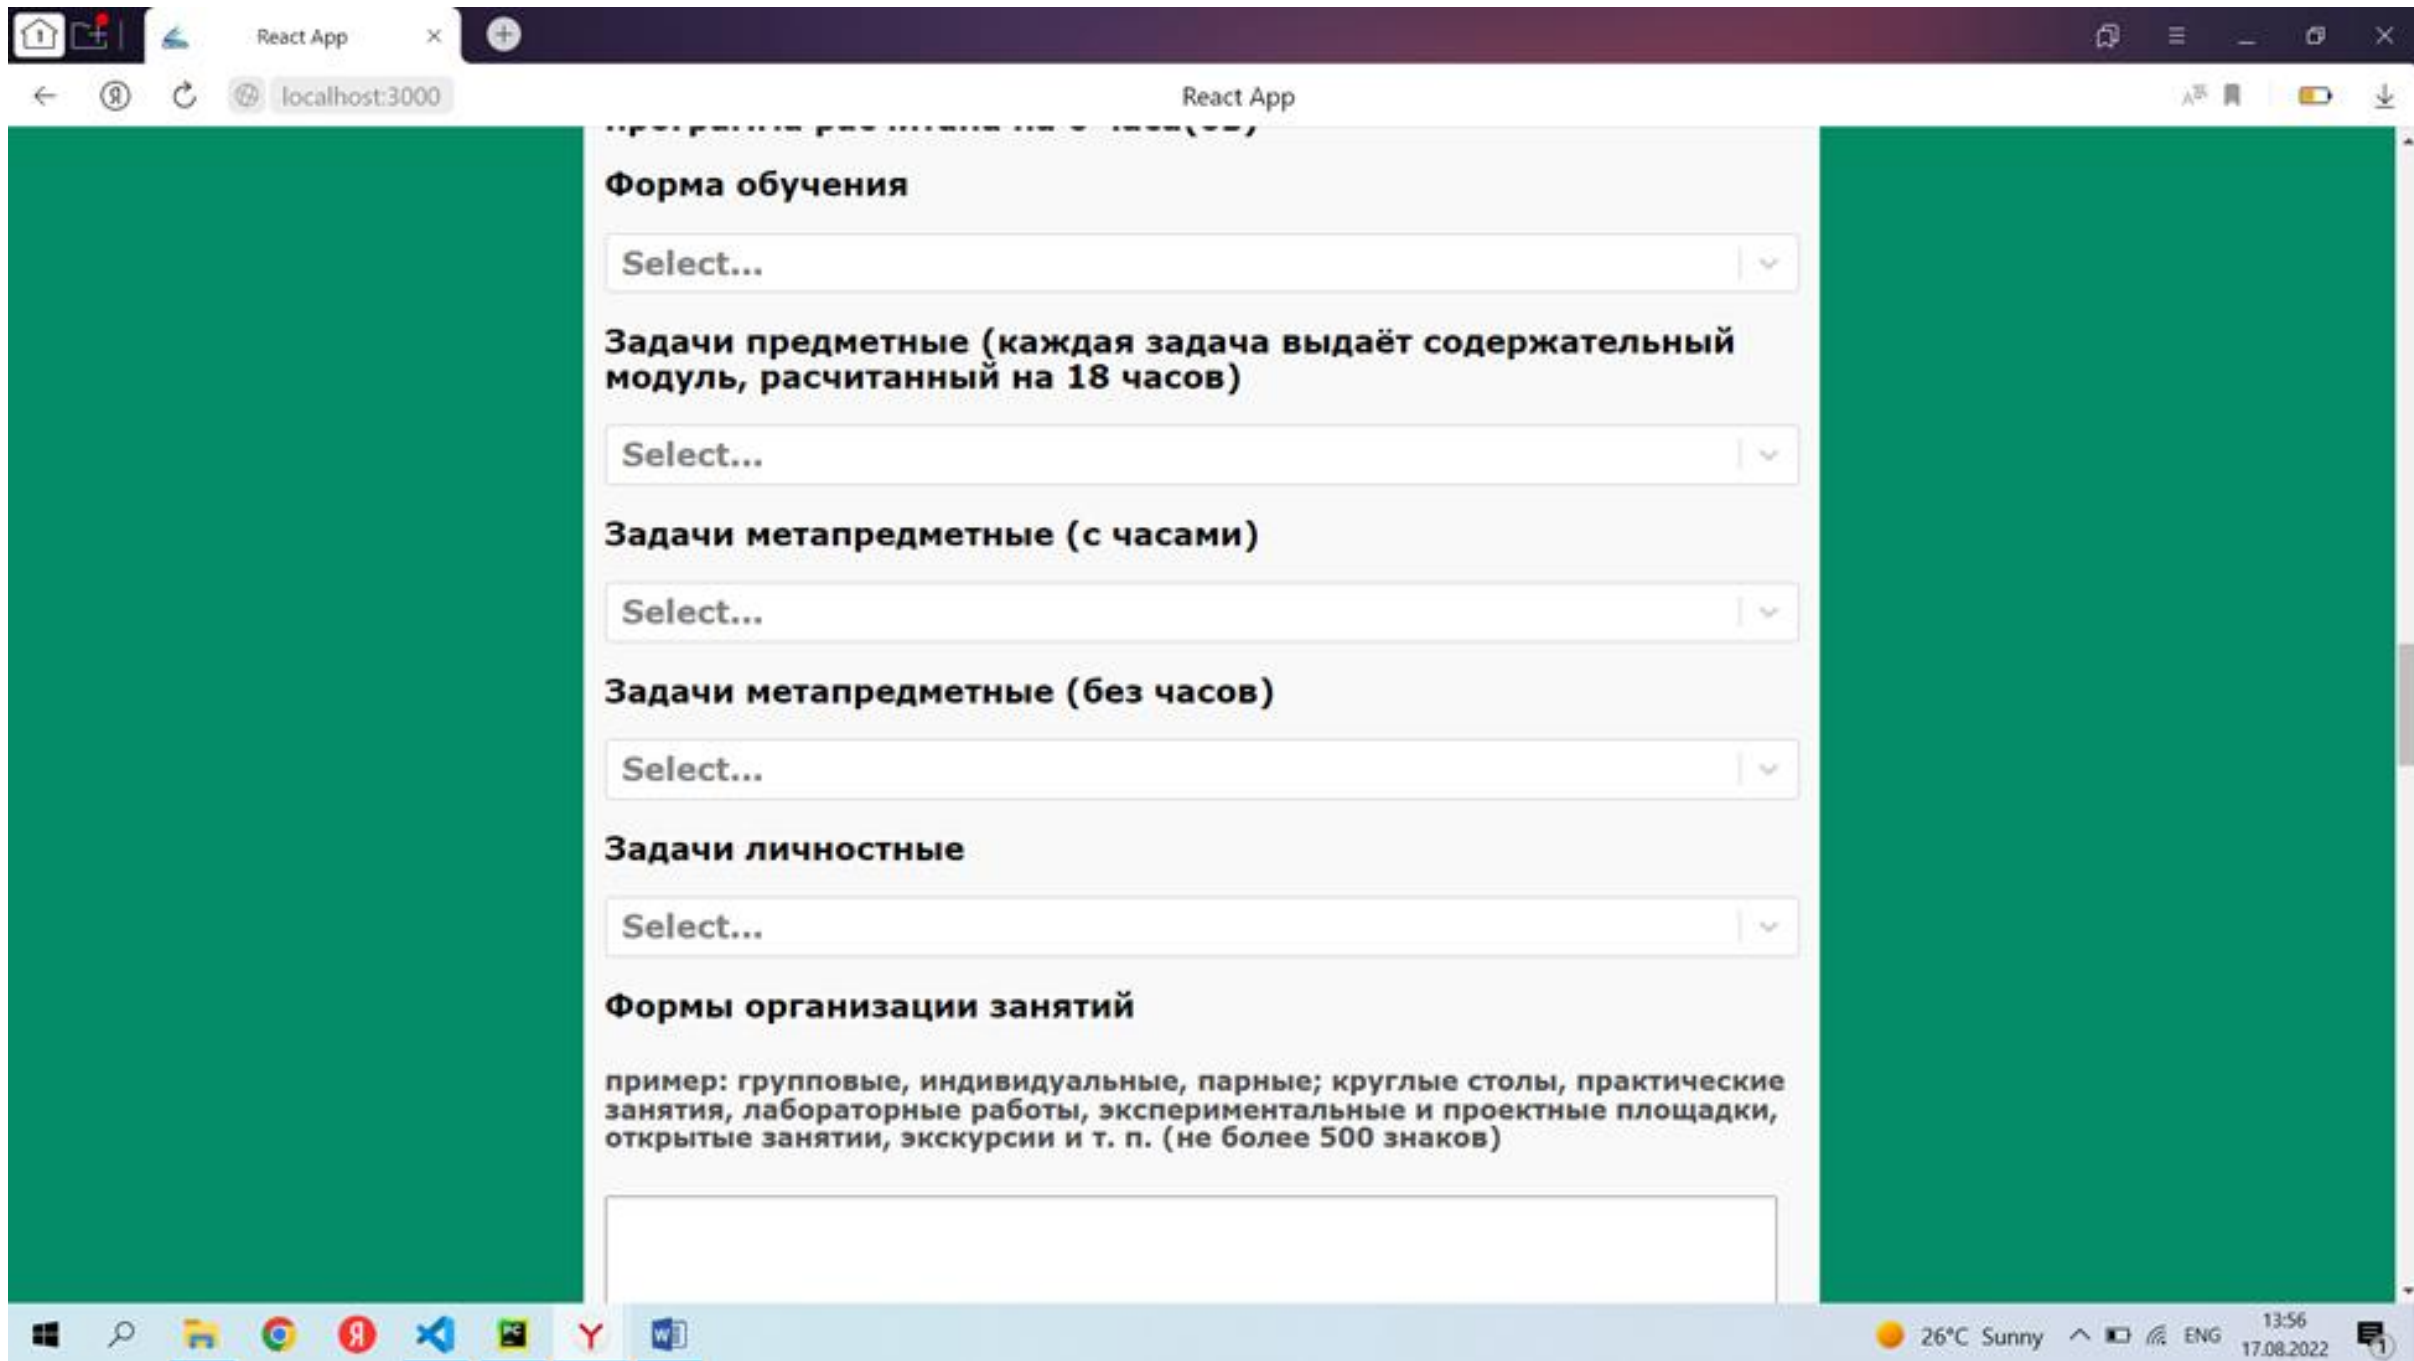 React App
localhost:3000
React App
Форма обучения
Select...
Задачи предметные (каждая задача выдаёт содержательный
модуль, расчитанный на 18 часов)
Select...
Задачи метапредметные (с часами)
Select...
Задачи метапредметные (без часов)
Select...
Задачи личностные
Select...
Формы организации занятий
пример: групповые, индивидуальные, парные; круглые столы, практические
занятия, лабораторные работы, экспериментальные и проектные площадки,
открытые занятии, экскурсии и т. п. (не более 500 знаков)
26°C Sunny
ENG
13:56
17.08.2022